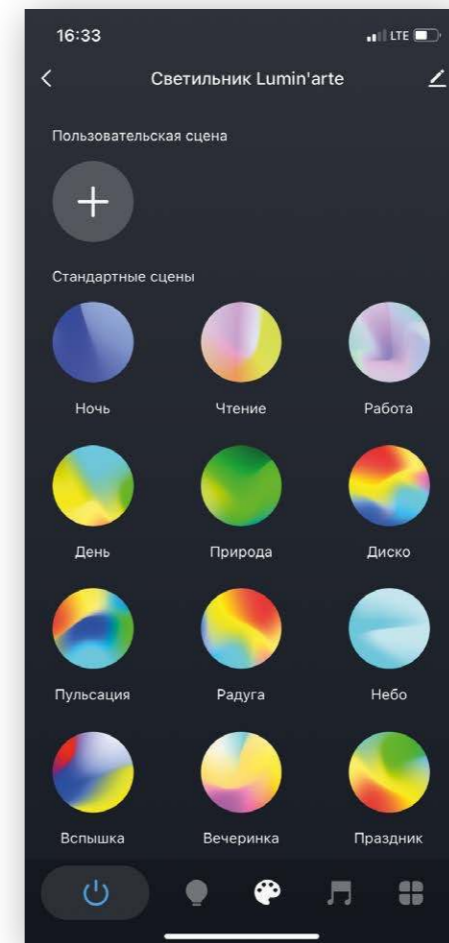 16:33
LTE
Светильник Lumin'arte
Пользовательская сцена
Стандартные сцены
Ночь Чтение Работа
День Природа Диско
Пульсация Радуга Небо
Вспышка Вечеринка Праздник